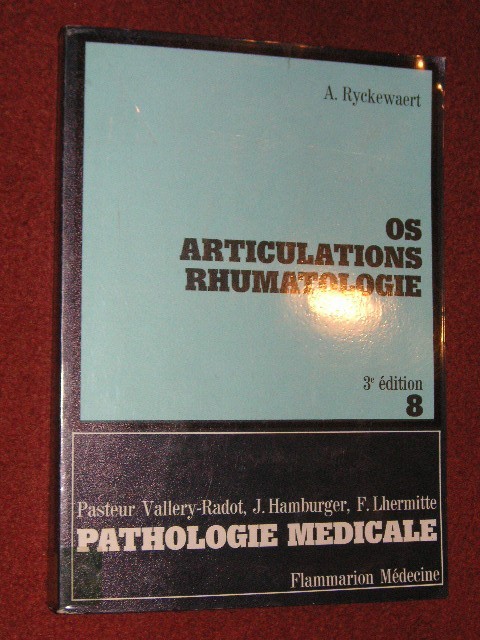 A. Ryckewaert
OS
ARTICULATIONS
RHUMATOLOGIE
3e édition
8
Pasteur Vallery-Radot, J. Hamburger, F. Lhermitte
PATHOLOGIE MEDICALE
Flammarion Médecine